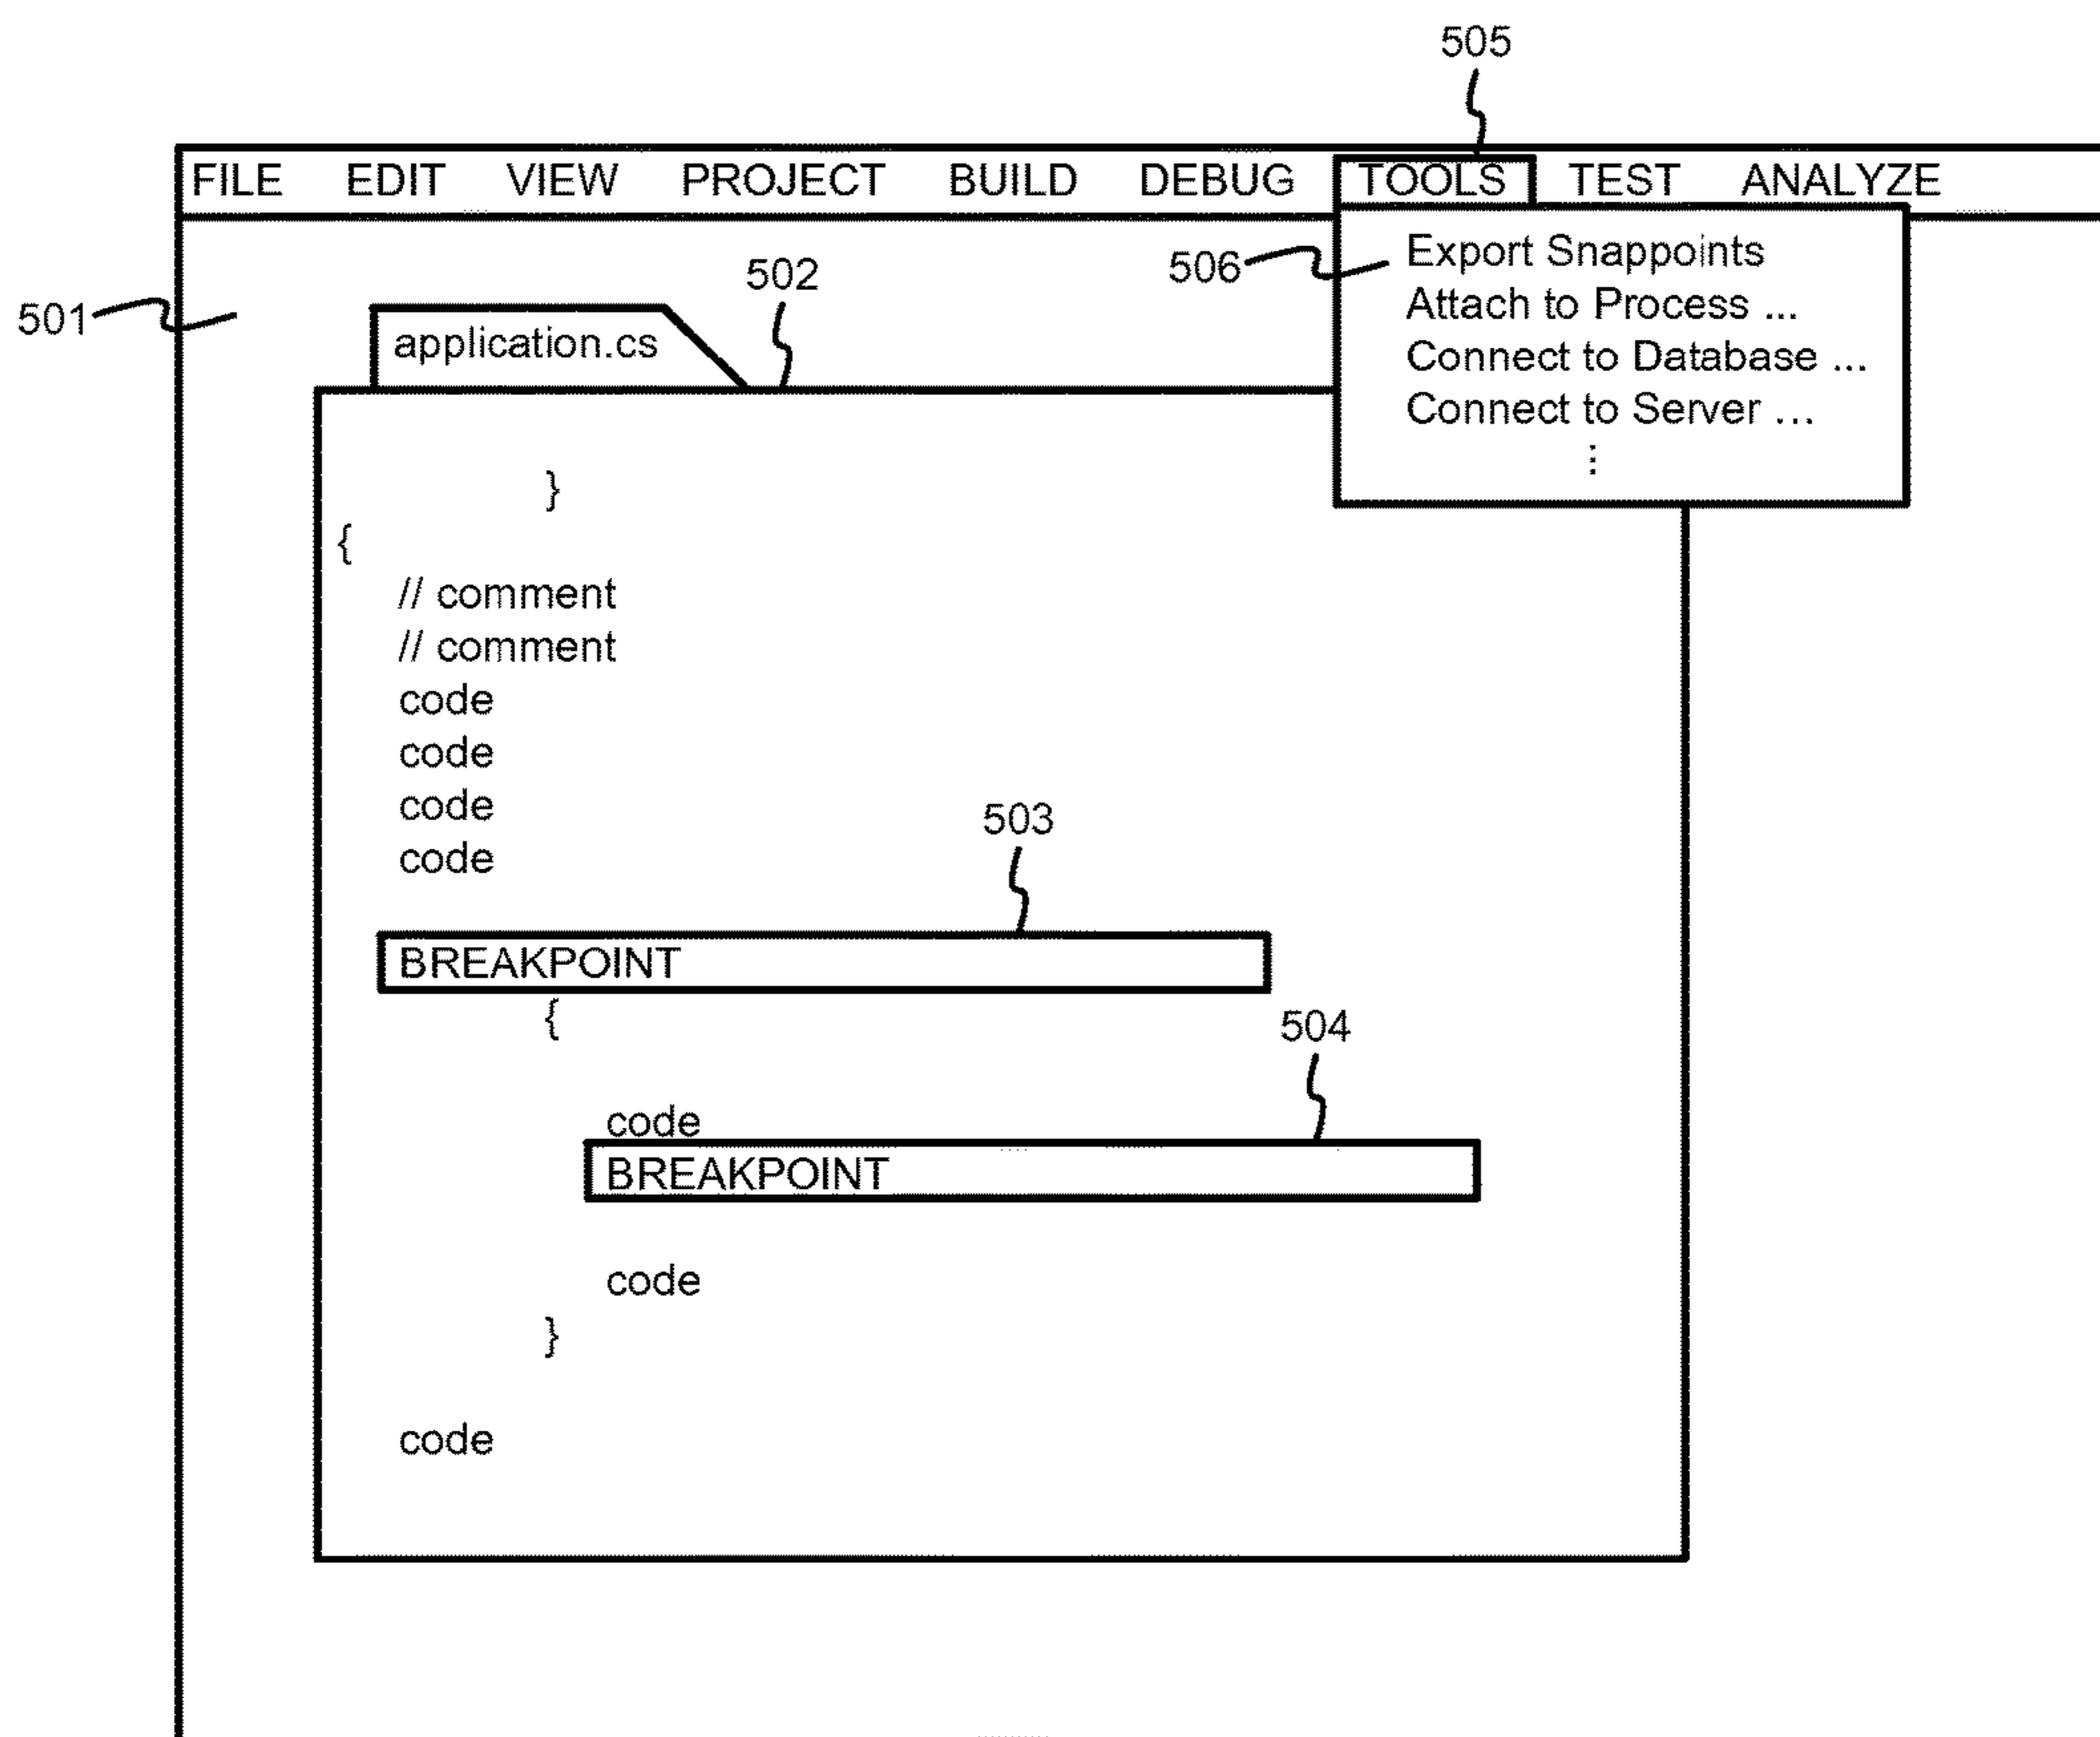 505
FILE EDIT VIEW PROJECT BUILD DEBUG TOOLS TEST ANALYZE
506 Export Snappoints
Attach to Process ...
Connect to Database ...
Connect to Server ...
⋮
501
502
application.cs
}
{
// comment
// comment
code
code
code
code
503
BREAKPOINT
{
504
code
BREAKPOINT
code
}
code